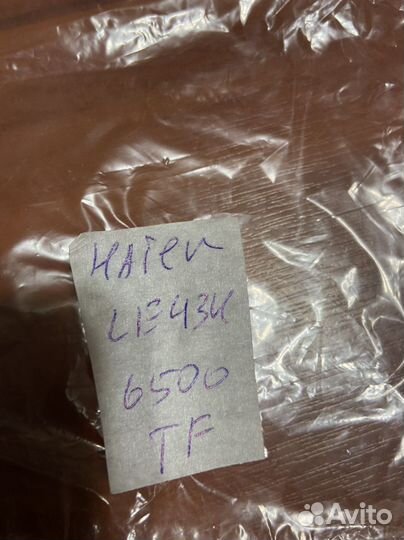 HAier
LE43K
6500
TF
Avito